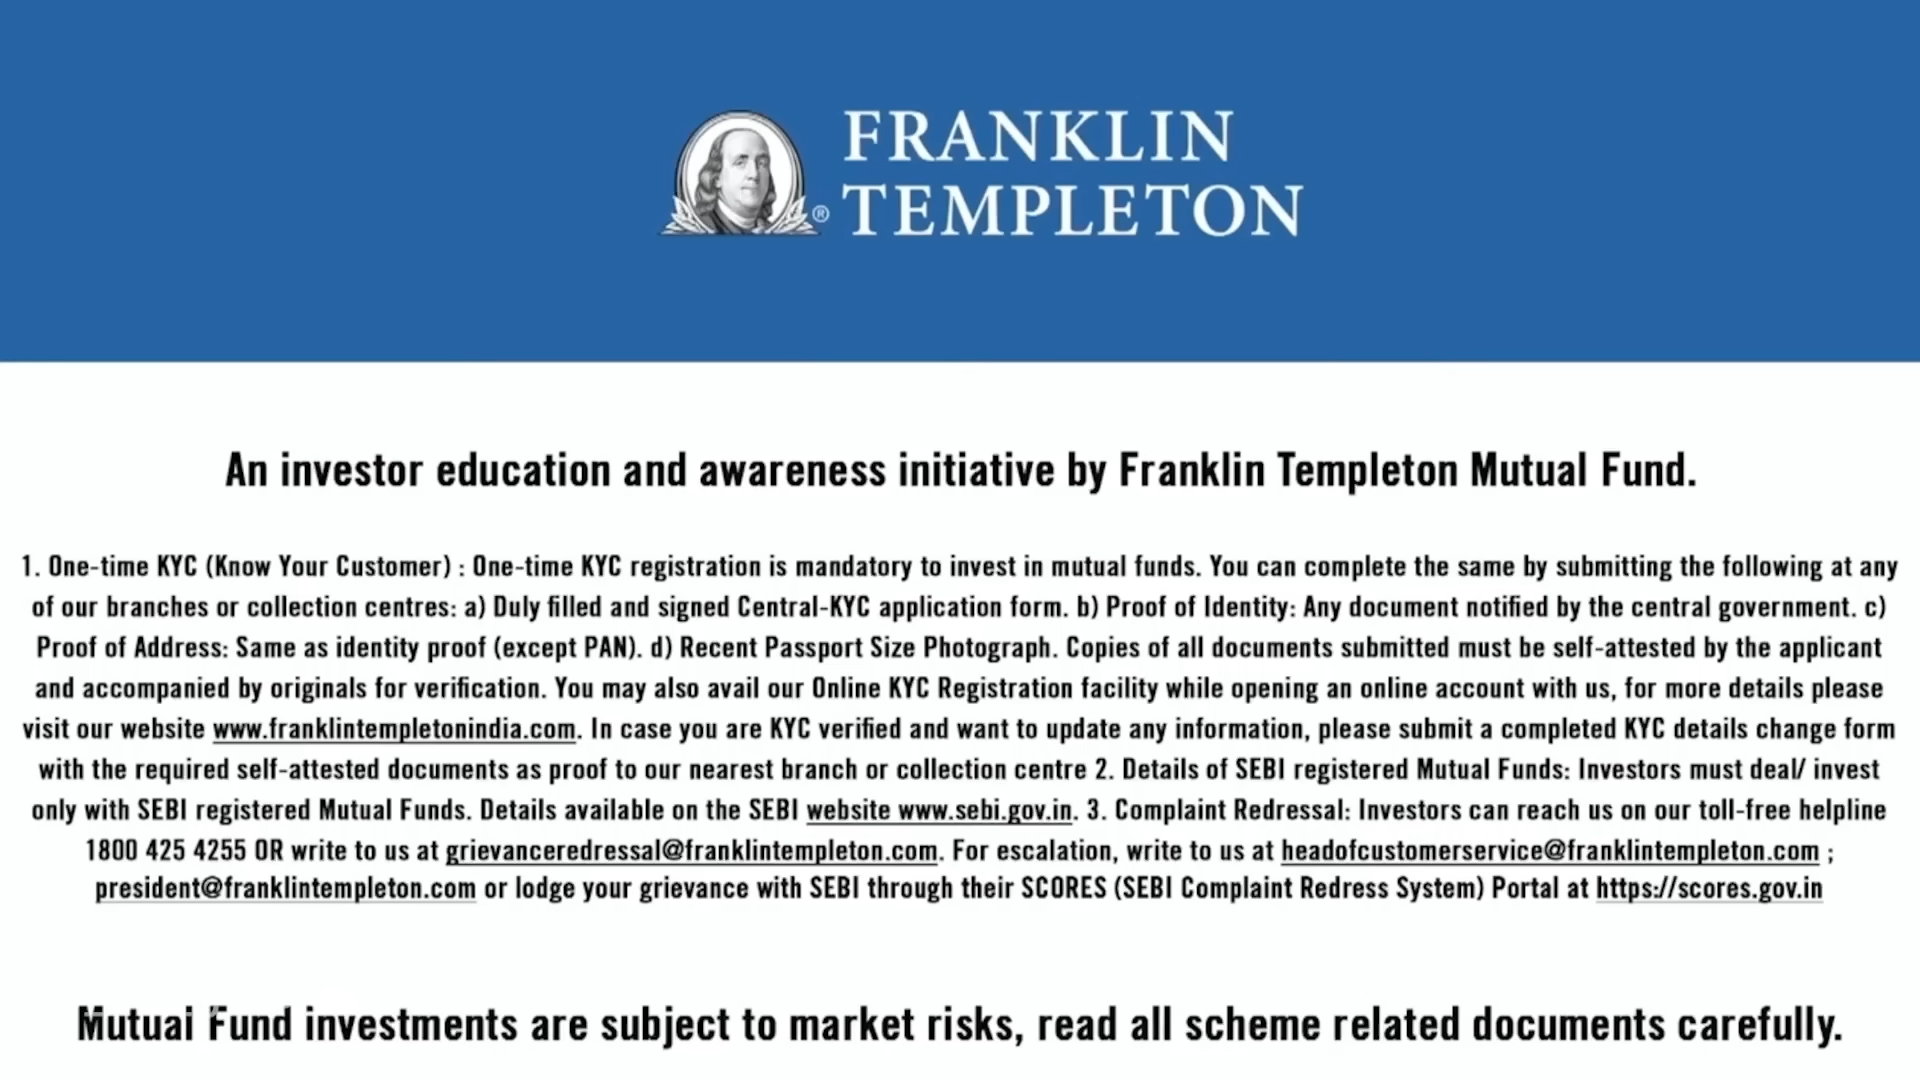 FRANKLIN
TEMPLETON
®
An investor education and awareness initiative by Franklin Templeton Mutual Fund.
1. One-time KYC (Know Your Customer) : One-time KYC registration is mandatory to invest in mutual funds. You can complete the same by submitting the following at any
of our branches or collection centres: a) Duly filled and signed Central-KYC application form. b) Proof of Identity: Any document notified by the central government. c)
Proof of Address: Same as identity proof (except PAN). d) Recent Passport Size Photograph. Copies of all documents submitted must be self-attested by the applicant
and accompanied by originals for verification. You may also avail our Online KYC Registration facility while opening an online account with us, for more details please
visit our website www.franklintempletonindia.com. In case you are KYC verified and want to update any information, please submit a completed KYC details change form
with the required self-attested documents as proof to our nearest branch or collection centre 2. Details of SEBI registered Mutual Funds: Investors must deal/ invest
only with SEBI registered Mutual Funds. Details available on the SEBI website www.sebi.gov.in. 3. Complaint Redressal: Investors can reach us on our toll-free helpline
1800 425 4255 OR write to us at grievanceredressal@franklintempleton.com. For escalation, write to us at headofcustomerservice@franklintempleton.com ;
president@franklintempleton.com or lodge your grievance with SEBI through their SCORES (SEBI Complaint Redress System) Portal at https://scores.gov.in
Mutual Fund investments are subject to market risks, read all scheme related documents carefully.